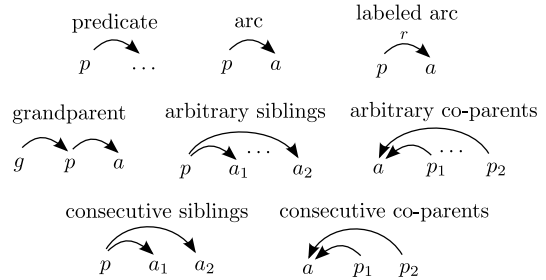 predicate arc labeled arc
r
p ... p a p a
grandparent arbitrary siblings arbitrary co-parents
... ...
g p a p a₁ a₂ a p₁ p₂
consecutive siblings consecutive co-parents
p a₁ a₂ a p₁ p₂